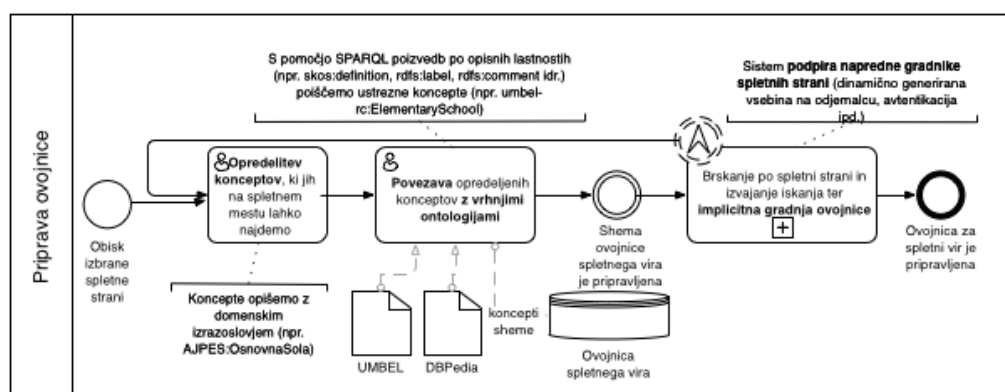 Priprava ovojnice
S pomočjo SPARQL poizvedb po opisnih lastnostih
(npr. skos:definition, rdfs:label, rdfs:comment idr.)
poiščemo ustrezne koncepte (npr. umbel-
rc:ElementarySchool)
Sistem podpira napredne gradnike
spletnih strani (dinamično generirana
vsebina na odjemalcu, avtentikacija
ipd.)
Obisk
izbrane
spletne
strani
Opredelitev
konceptov, ki jih
na spletnem
mestu lahko
najdemo
Povezava opredeljenih
konceptov z vrhnjimi
ontologijami
Shema
ovojnice
spletnega vira
je pripravljena
Brskanje po spletni strani in
izvajanje iskanja ter
implicitna gradnja ovojnice
Ovojnica za
spletni vir je
pripravljena
Koncepte opišemo z
domenskim
izrazoslovjem (npr.
AJPES:OsnovnaSola)
UMBEL
DBPedia
koncepti
sheme
Ovojnica
spletnega vira